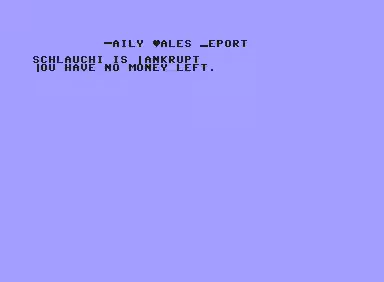 ─AILY ♥ALES _EPORT
SCHLAUCHI IS |ANKRUPT
|OU HAVE NO MONEY LEFT.